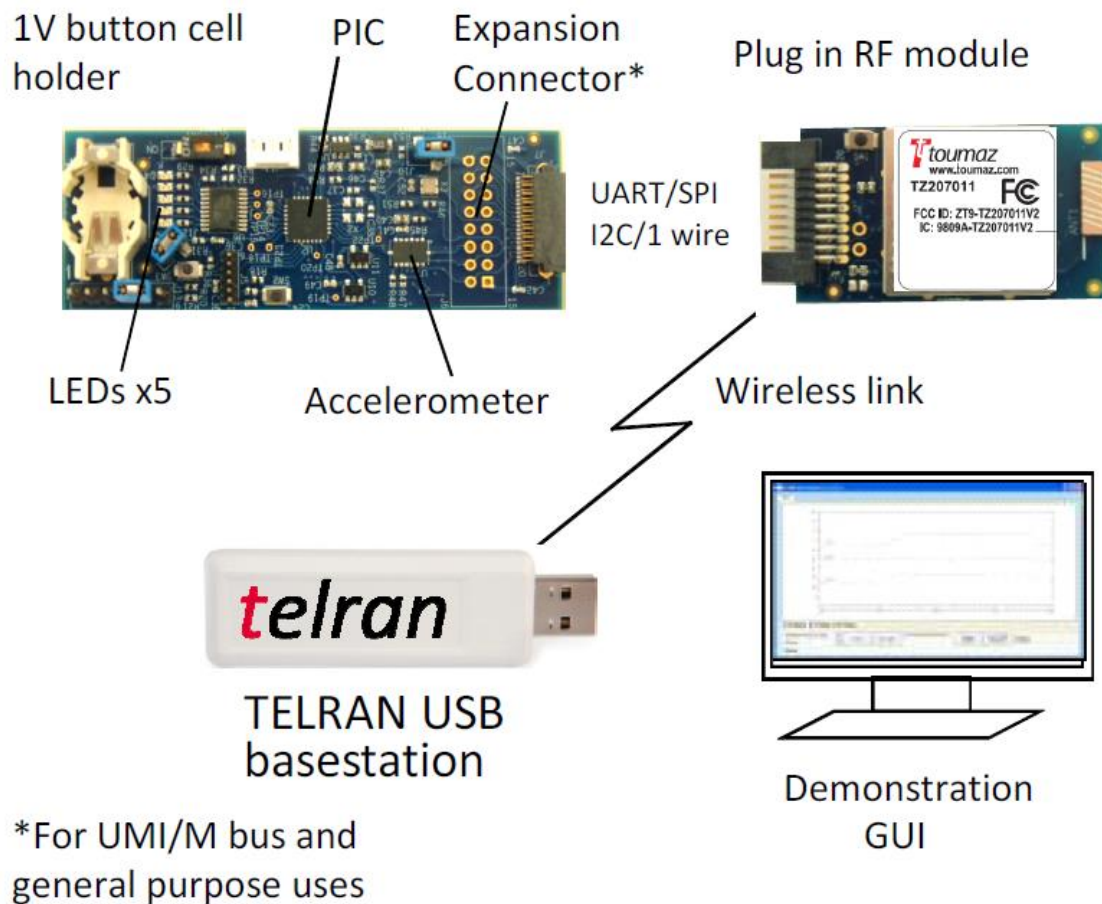 1V button cell
holder
PIC
Expansion
Connector*
Plug in RF module
UART/SPI
I2C/1 wire
toumaz
www.toumaz.com
TZ207011
FCC
FCC ID: ZT9-TZ207011V2
IC: 9809A-TZ207011V2
ANT1
LEDs x5
Accelerometer
Wireless link
telran
TELRAN USB
basestation
Demonstration
GUI
*For UMI/M bus and
general purpose uses